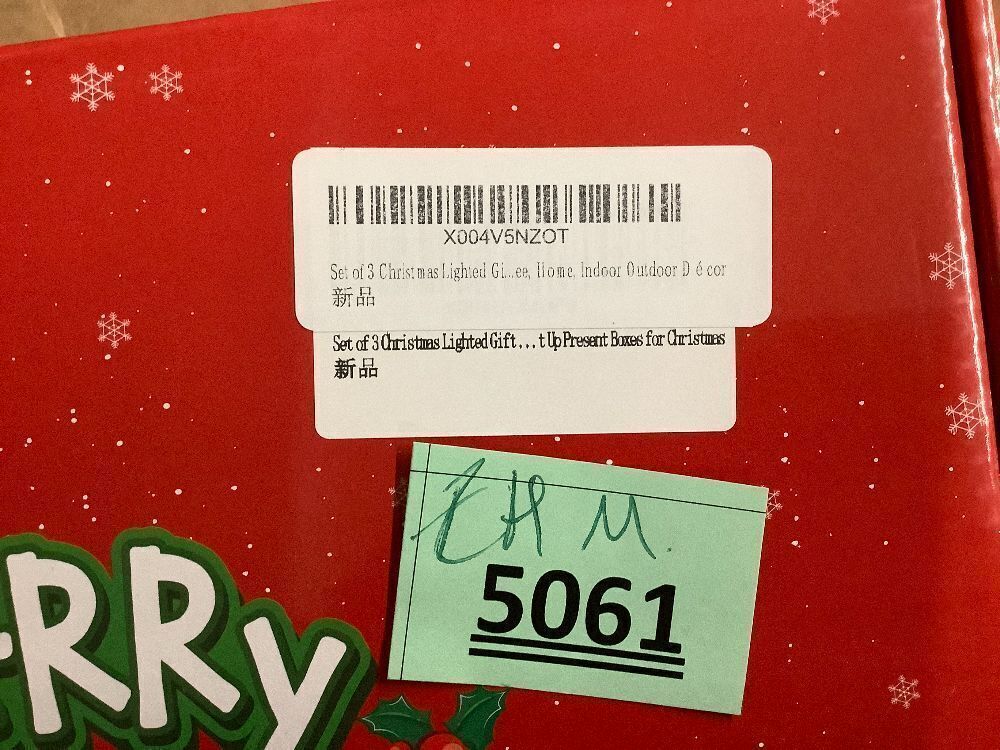 X004V5NZOT
Set of 3 Christmas Lighted Gi...ee, Home, Indoor Outdoor D é cor
新品
Set of 3 Christmas Lighted Gift ... t Up Present Boxes for Christmas
新品
H M
5061
RRy